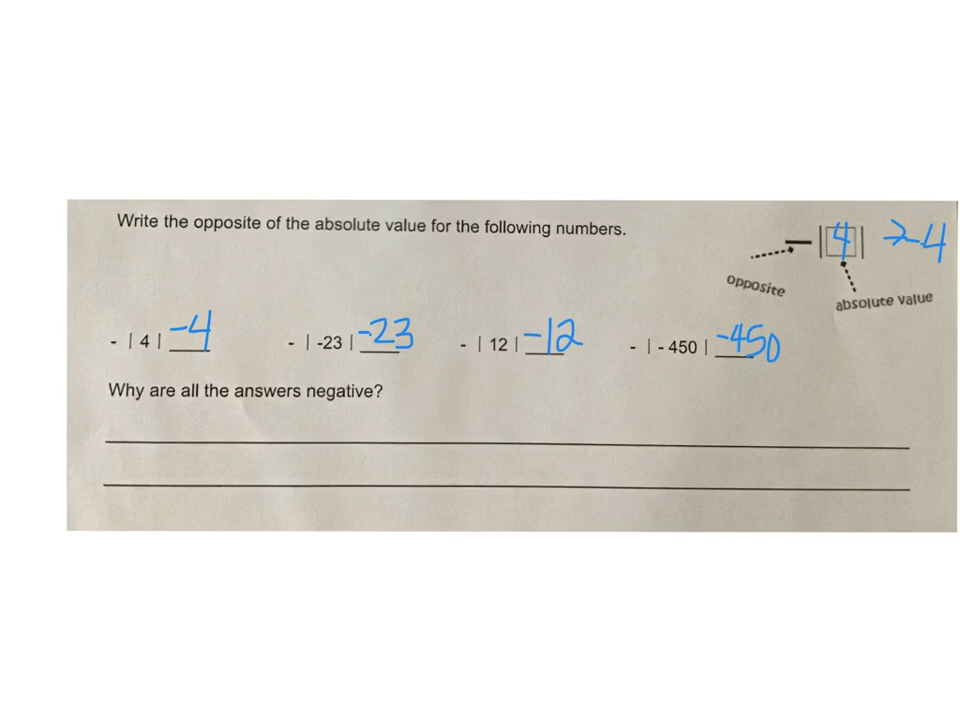 Write the opposite of the absolute value for the following numbers.
-|4| → -4
opposite
absolute value
- | 4 | -4
- | -23 | -23
- | 12 | -12
- | - 450 | -450
Why are all the answers negative?